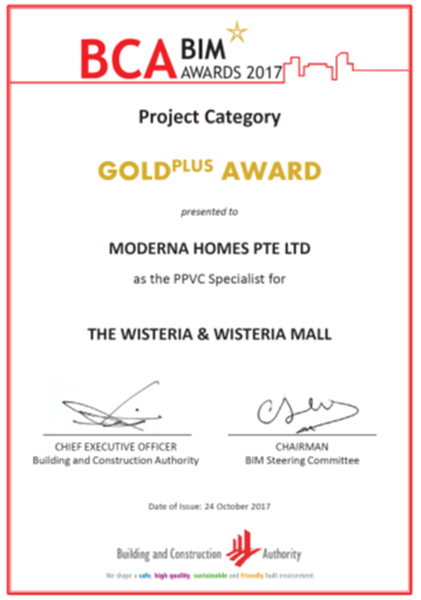 BCA BIM
AWARDS 2017
Project Category
GOLDPLUS AWARD
presented to
MODERNA HOMES PTE LTD
as the PPVC Specialist for
THE WISTERIA & WISTERIA MALL
CHIEF EXECUTIVE OFFICER CHAIRMAN
Building and Construction Authority BIM Steering Committee
Date of Issue: 24 October 2017
Building and Construction Authority
We shape a safe, high quality, sustainable and friendly built environment.